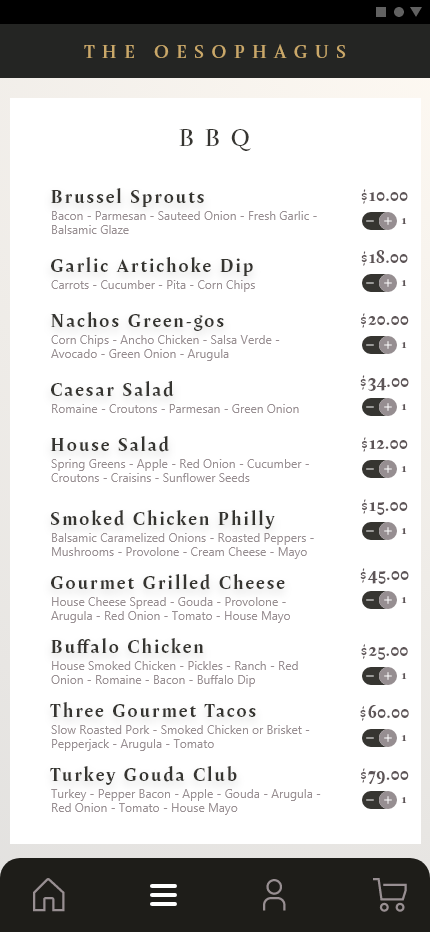 THE OESOPHAGUS
BBQ
Brussel Sprouts
$10.00
Bacon - Parmesan - Sauteed Onion - Fresh Garlic -
Balsamic Glaze
1
Garlic Artichoke Dip
$18.00
Carrots - Cucumber - Pita - Corn Chips
1
Nachos Green-gos
$20.00
Corn Chips - Ancho Chicken - Salsa Verde -
Avocado - Green Onion - Arugula
1
Caesar Salad
$34.00
Romaine - Croutons - Parmesan - Green Onion
1
House Salad
$12.00
Spring Greens - Apple - Red Onion - Cucumber -
Croutons - Craisins - Sunflower Seeds
1
Smoked Chicken Philly
$15.00
Balsamic Caramelized Onions - Roasted Peppers -
Mushrooms - Provolone - Cream Cheese - Mayo
1
Gourmet Grilled Cheese
$45.00
House Cheese Spread - Gouda - Provolone -
Arugula - Red Onion - Tomato - House Mayo
1
Buffalo Chicken
$25.00
House Smoked Chicken - Pickles - Ranch - Red
Onion - Romaine - Bacon - Buffalo Dip
1
Three Gourmet Tacos
$60.00
Slow Roasted Pork - Smoked Chicken or Brisket -
Pepperjack - Arugula - Tomato
1
Turkey Gouda Club
$79.00
Turkey - Pepper Bacon - Apple - Gouda - Arugula -
Red Onion - Tomato - House Mayo
1